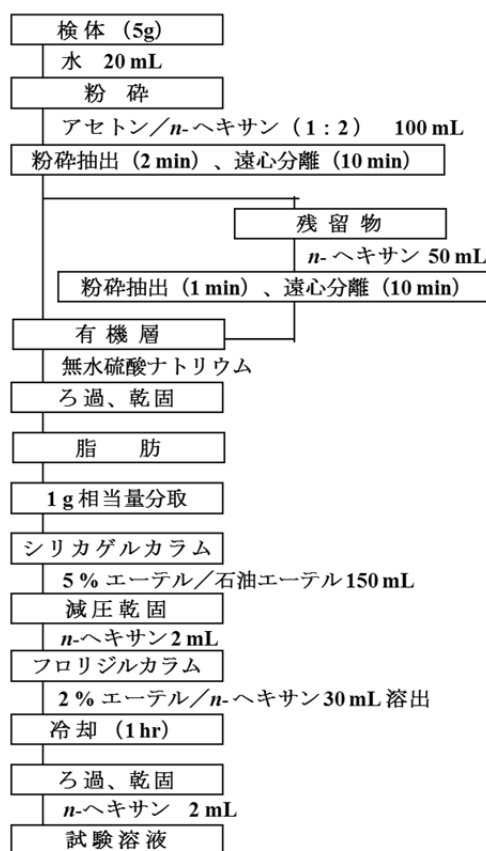 検体 (5g)
水 20 mL
粉砕
アセトン／n-ヘキサン (1：2) 100 mL
粉砕抽出 (2 min) 、遠心分離 (10 min)
残留物
n-ヘキサン 50 mL
粉砕抽出 (1 min) 、遠心分離 (10 min)
有機層
無水硫酸ナトリウム
ろ過、乾固
脂肪
1 g 相当量分取
シリカゲルカラム
5 % エーテル／石油エーテル 150 mL
減圧乾固
n-ヘキサン 2 mL
フロリジルカラム
2 % エーテル／n-ヘキサン 30 mL 溶出
冷却 (1 hr)
ろ過、乾固
n-ヘキサン 2 mL
試験溶液